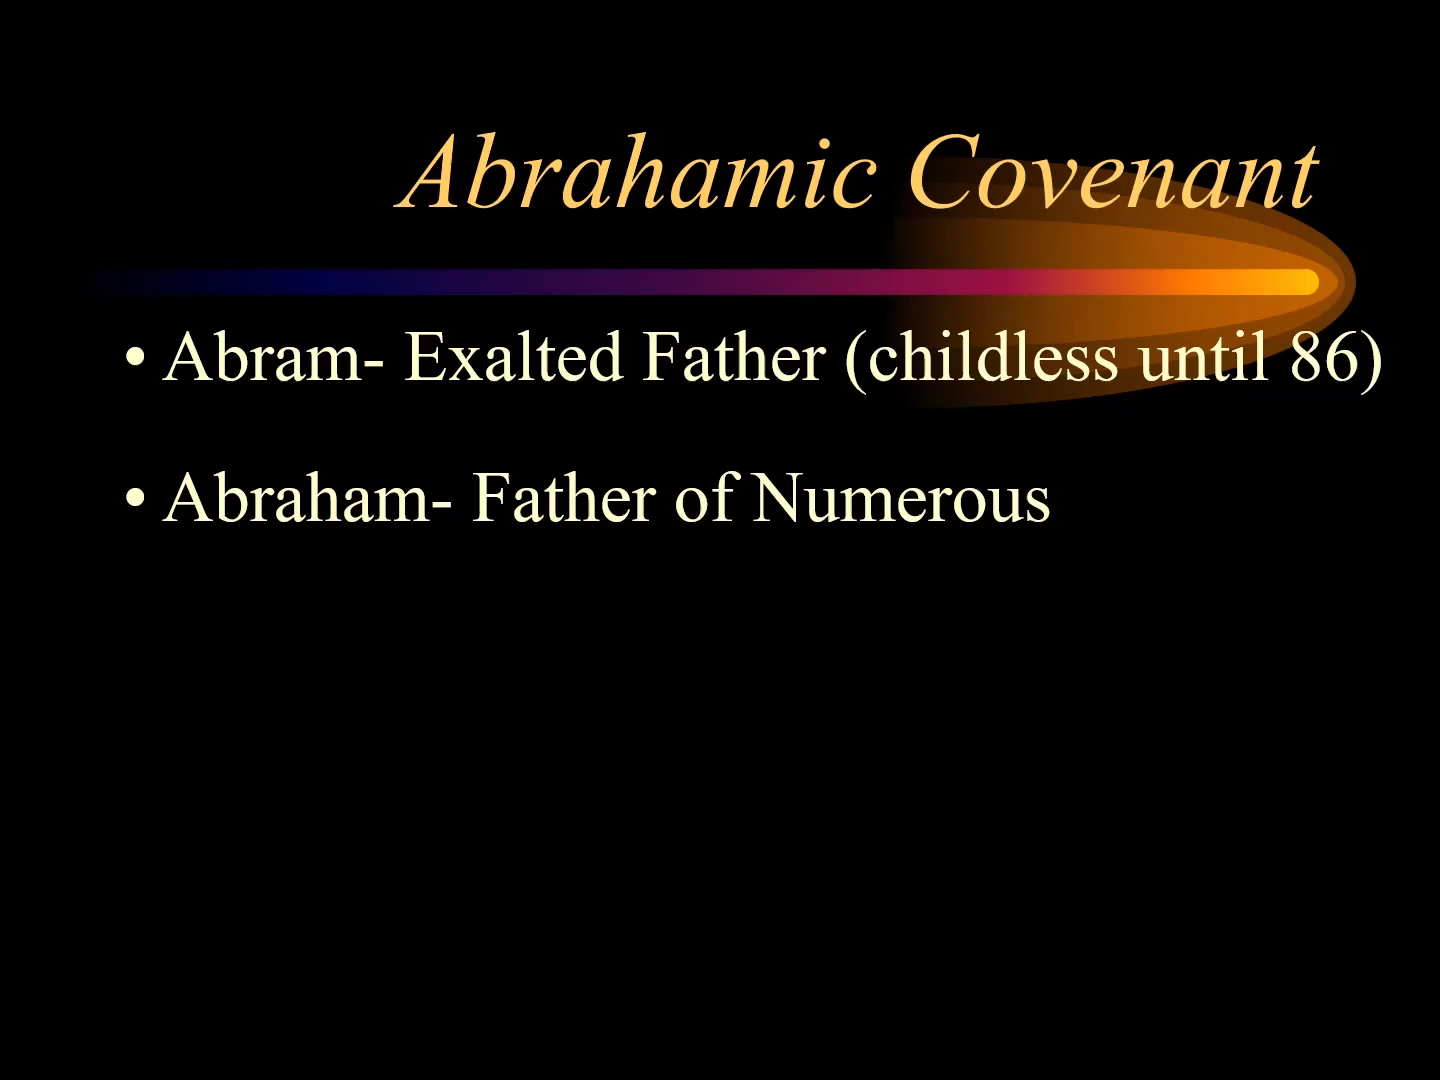 Abrahamic Covenant
• Abram- Exalted Father (childless until 86)
• Abraham- Father of Numerous